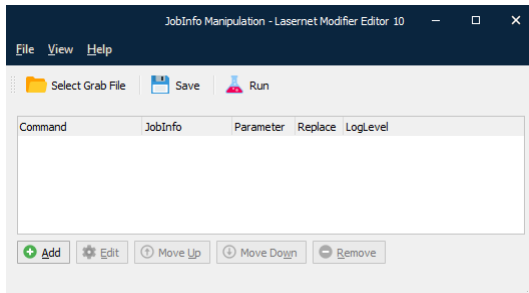 JobInfo Manipulation - Lasernet Modifier Editor 10
File View Help
Select Grab File Save Run
Command JobInfo Parameter Replace LogLevel
Add Edit Move Up Move Down Remove